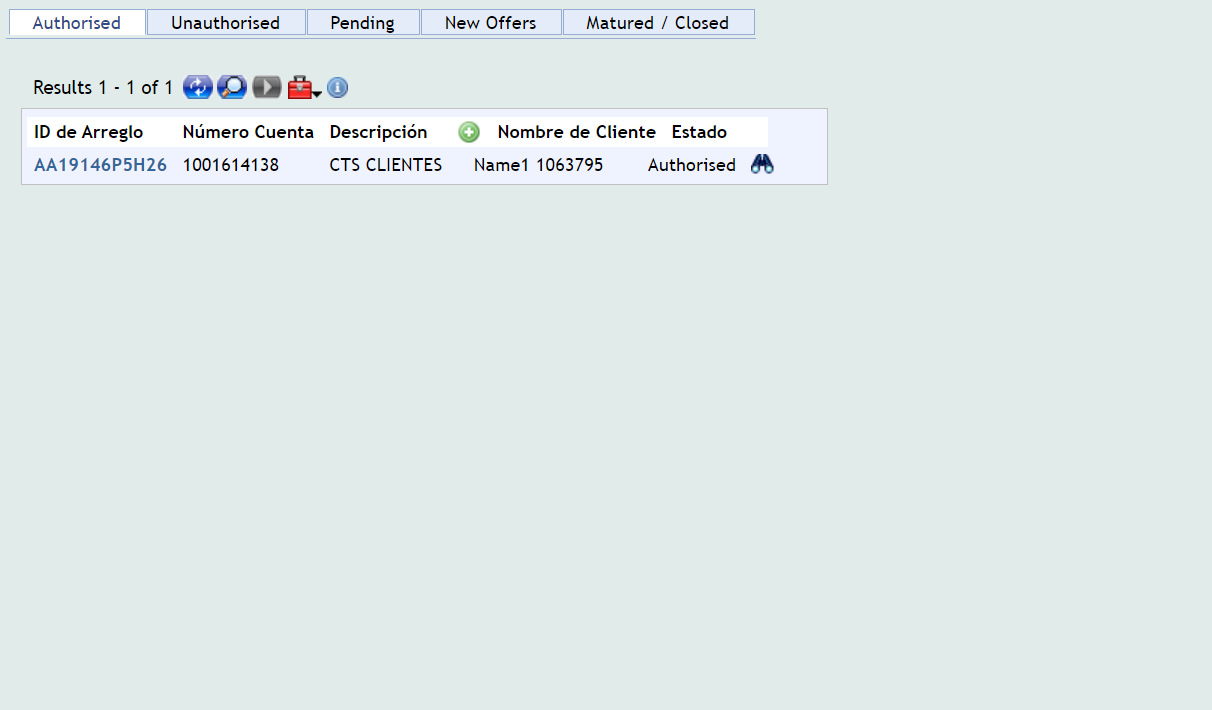 Authorised Unauthorised Pending New Offers Matured / Closed
Results 1 - 1 of 1
ID de Arreglo Número Cuenta Descripción Nombre de Cliente Estado
AA19146P5H26 1001614138 CTS CLIENTES Name1 1063795 Authorised